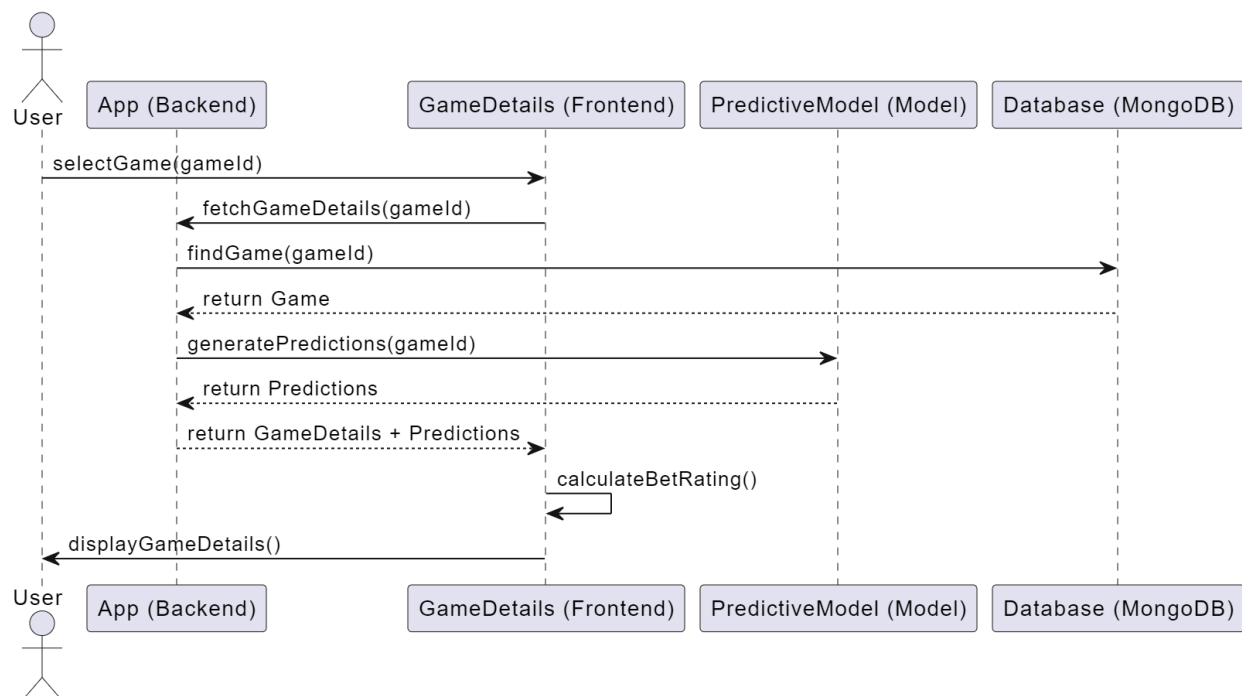 User
App (Backend)
GameDetails (Frontend)
PredictiveModel (Model)
Database (MongoDB)
selectGame(gameId)
fetchGameDetails(gameId)
findGame(gameId)
return Game
generatePredictions(gameId)
return Predictions
return GameDetails + Predictions
calculateBetRating()
displayGameDetails()
User
App (Backend)
GameDetails (Frontend)
PredictiveModel (Model)
Database (MongoDB)